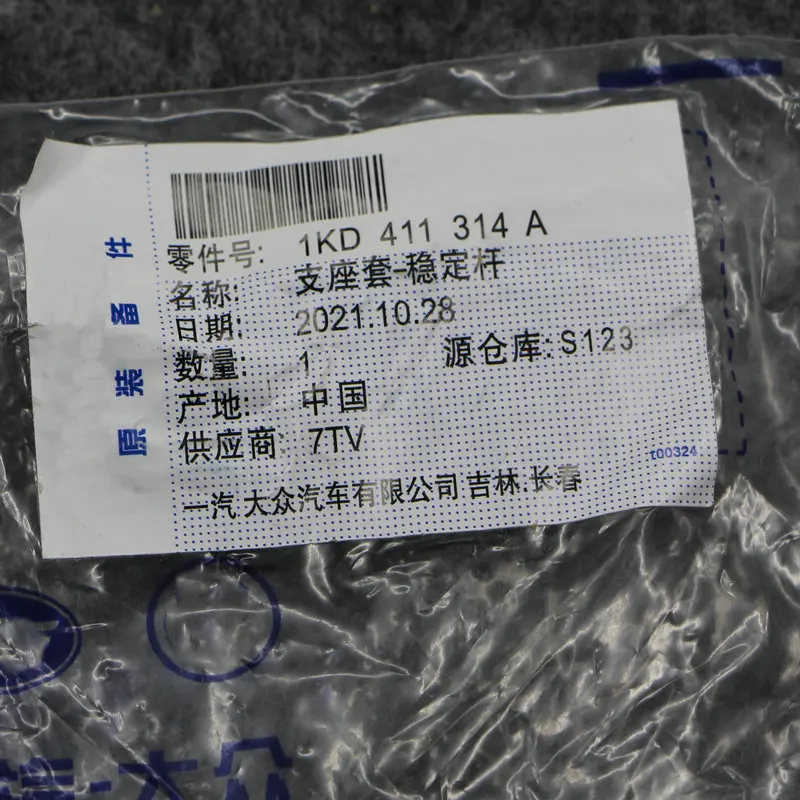 零件号: 1KD 411 314 A
名称: 支座套-稳定杆
日期: 2021.10.28
数量: 1 源仓库: S123
产地: 中国
供应商: 7TV
t00324
一汽大众汽车有限公司 吉林.长春
原装备件
大众